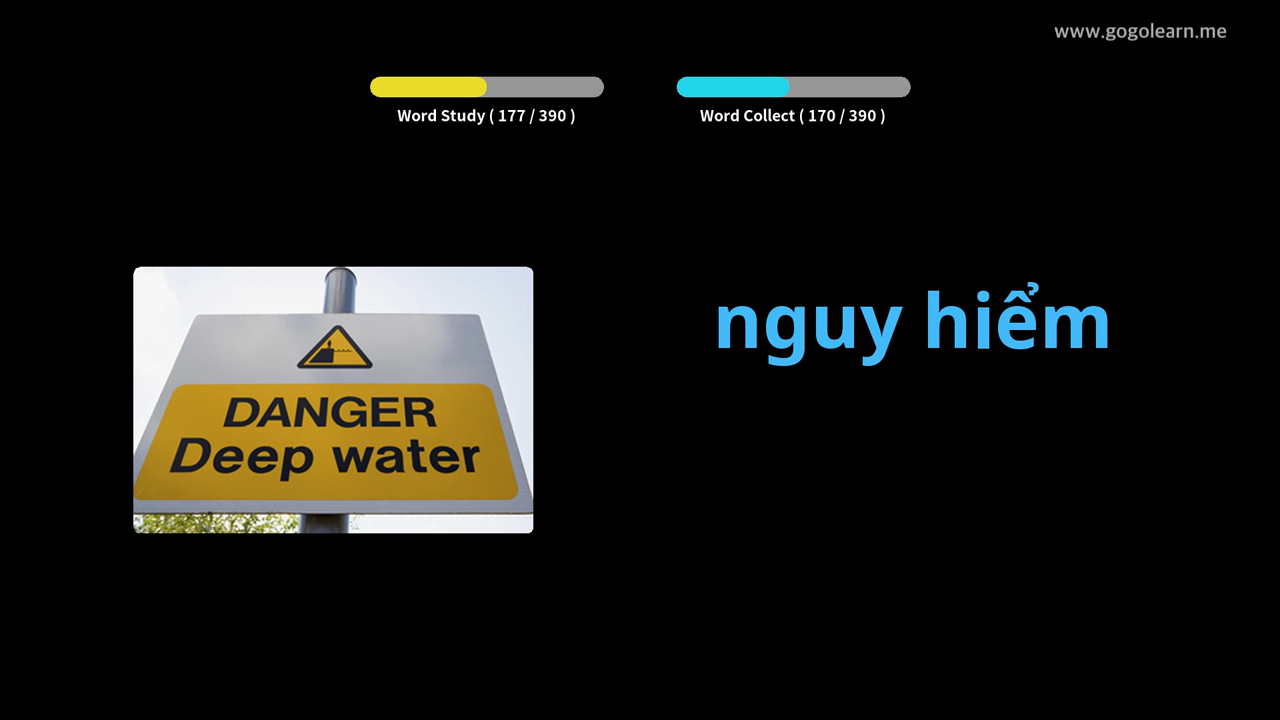 www.gogolearn.me
Word Study ( 177 / 390 )
Word Collect ( 170 / 390 )
nguy hiểm
DANGER
Deep water